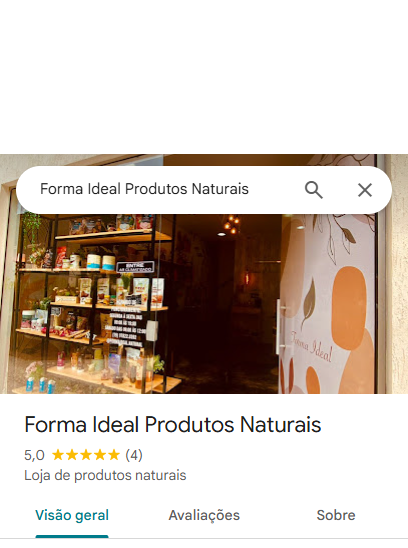 Forma Ideal Produtos Naturais
ENTRE
AR CLIMATIZADO
Forma Ideal
Forma Ideal Produtos Naturais
5,0 (4)
Loja de produtos naturais
Visão geral
Avaliações
Sobre